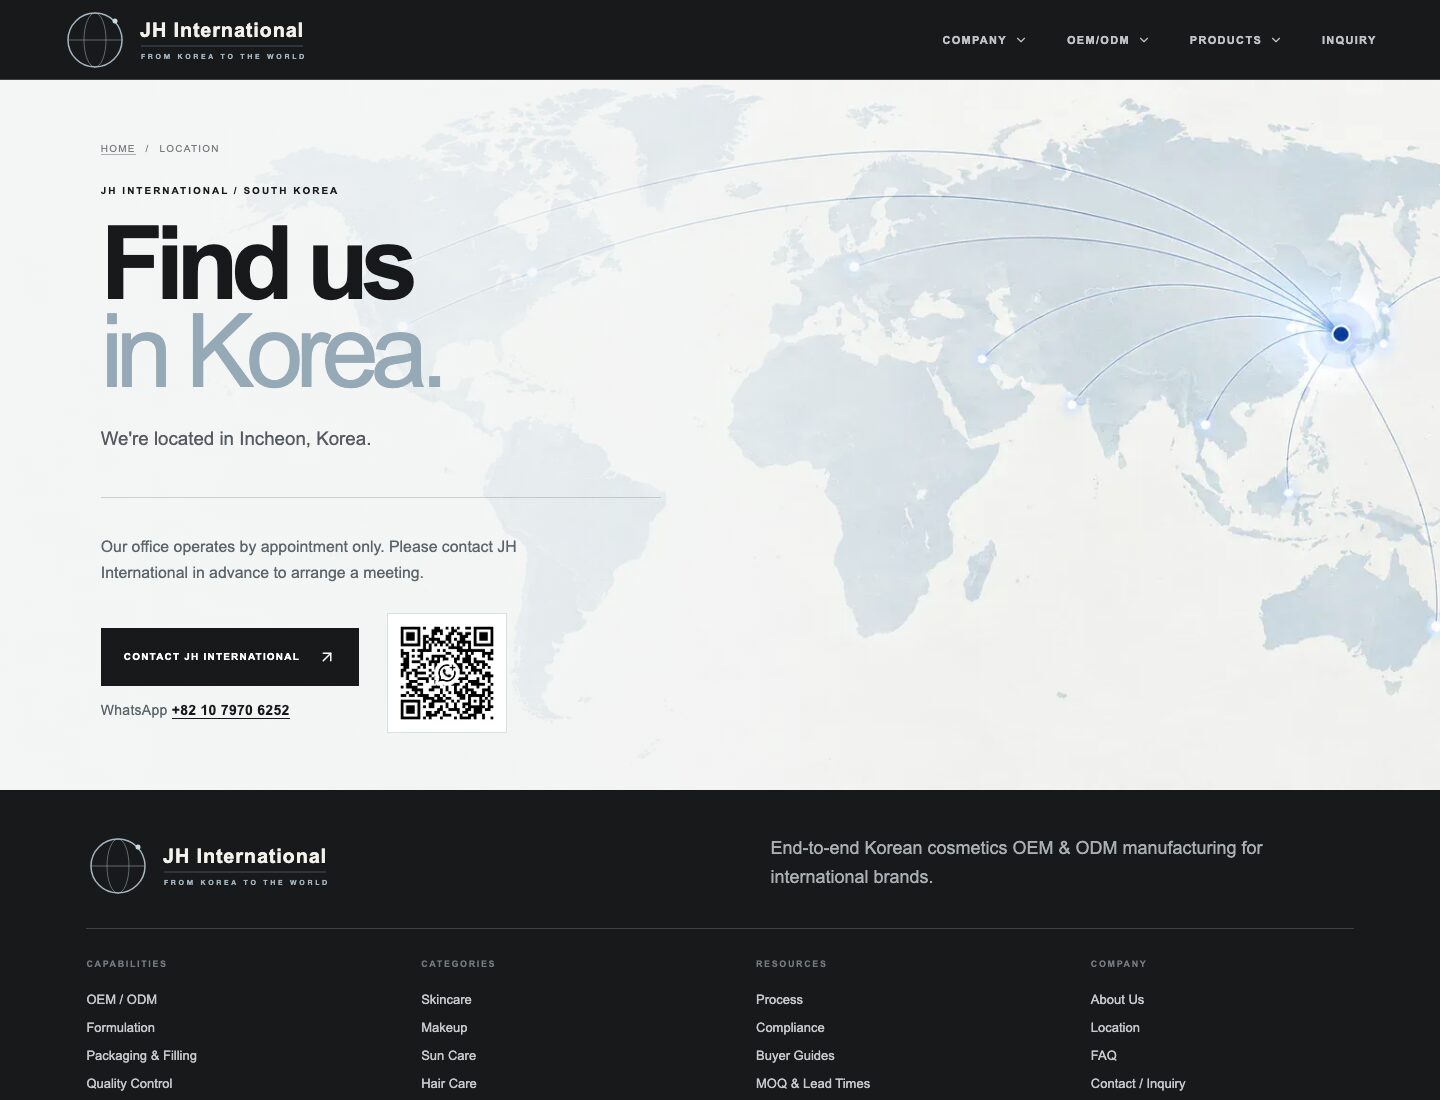 JH International
FROM KOREA TO THE WORLD
COMPANY
OEM/ODM
PRODUCTS
INQUIRY
HOME / LOCATION
JH INTERNATIONAL / SOUTH KOREA
Find us
in Korea.
We're located in Incheon, Korea.
Our office operates by appointment only. Please contact JH
International in advance to arrange a meeting.
CONTACT JH INTERNATIONAL
WhatsApp +82 10 7970 6252
JH International
FROM KOREA TO THE WORLD
End-to-end Korean cosmetics OEM & ODM manufacturing for
international brands.
CAPABILITIES
OEM / ODM
Formulation
Packaging & Filling
Quality Control
CATEGORIES
Skincare
Makeup
Sun Care
Hair Care
RESOURCES
Process
Compliance
Buyer Guides
MOQ & Lead Times
COMPANY
About Us
Location
FAQ
Contact / Inquiry